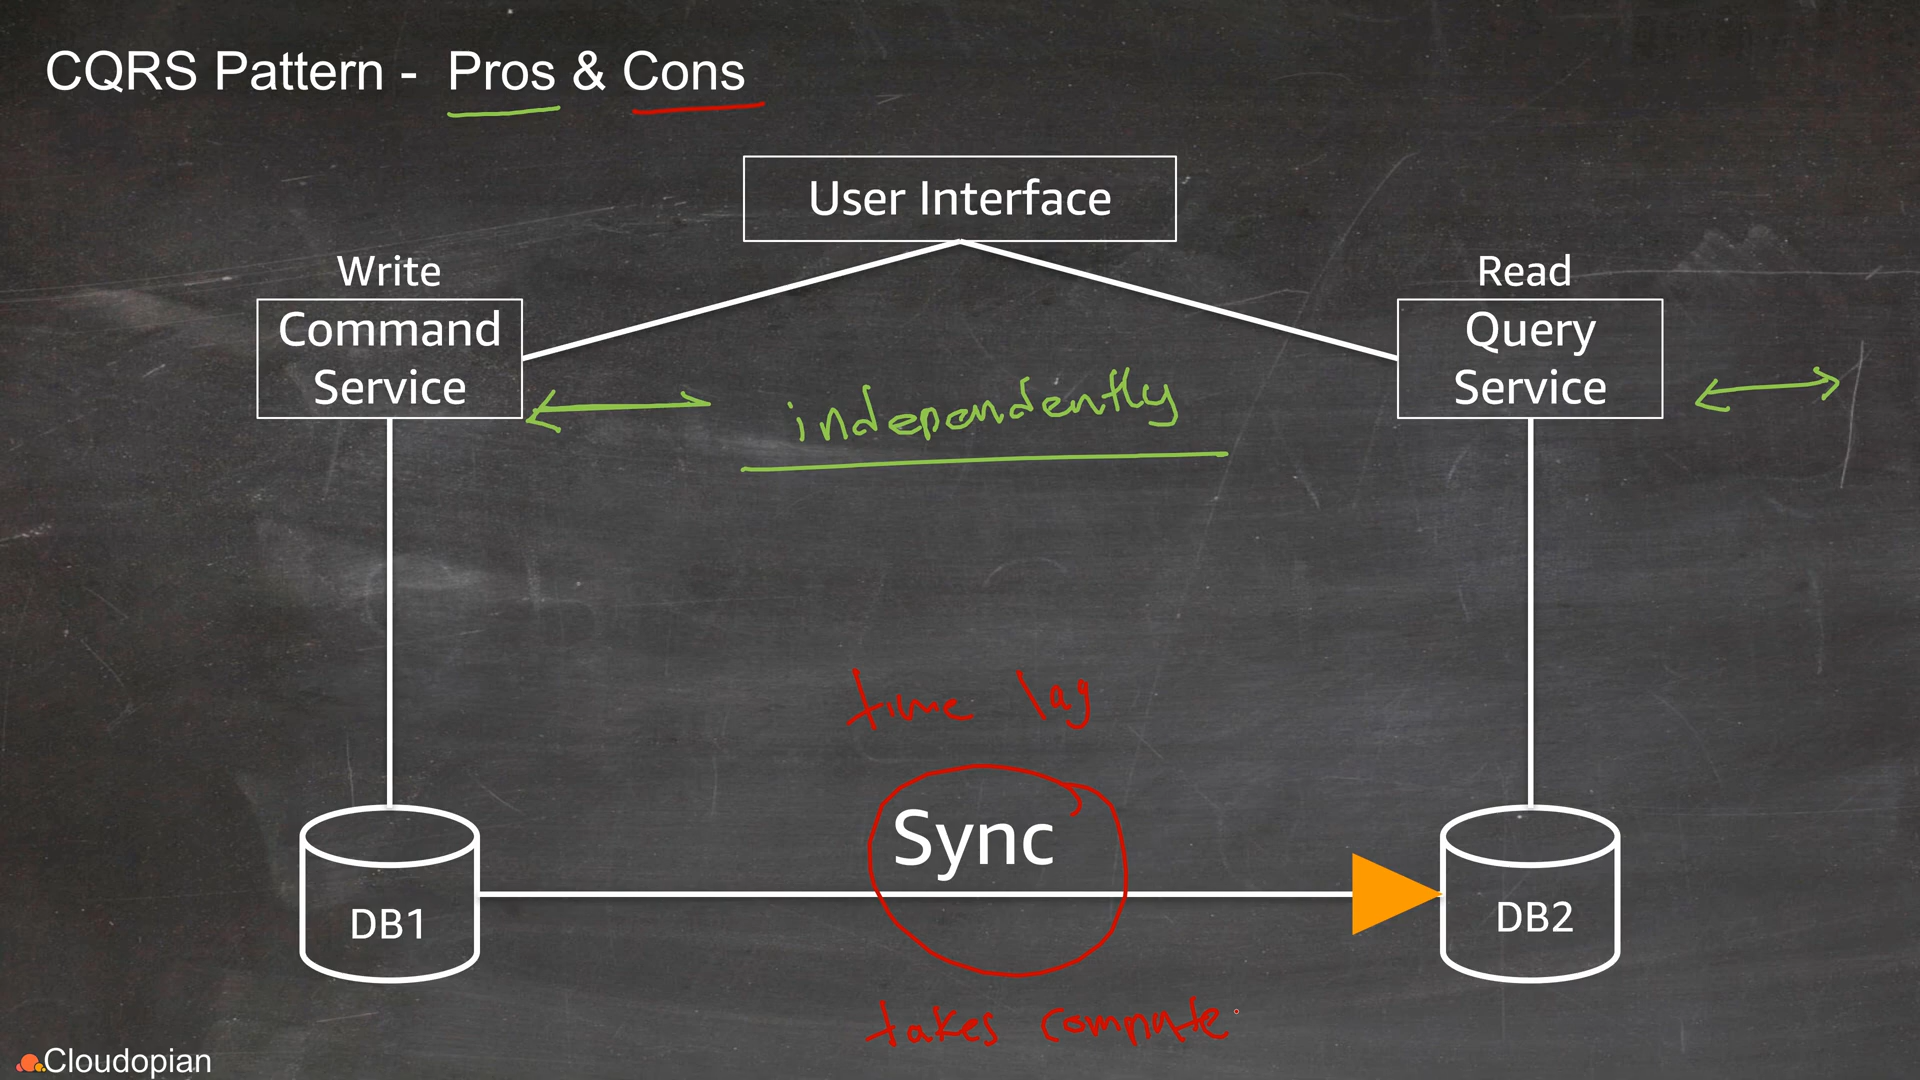 CQRS Pattern - Pros & Cons
User Interface
Write
Read
Command
Service
Query
Service
independently
time lag
Sync
DB1
DB2
takes compute
Cloudopian